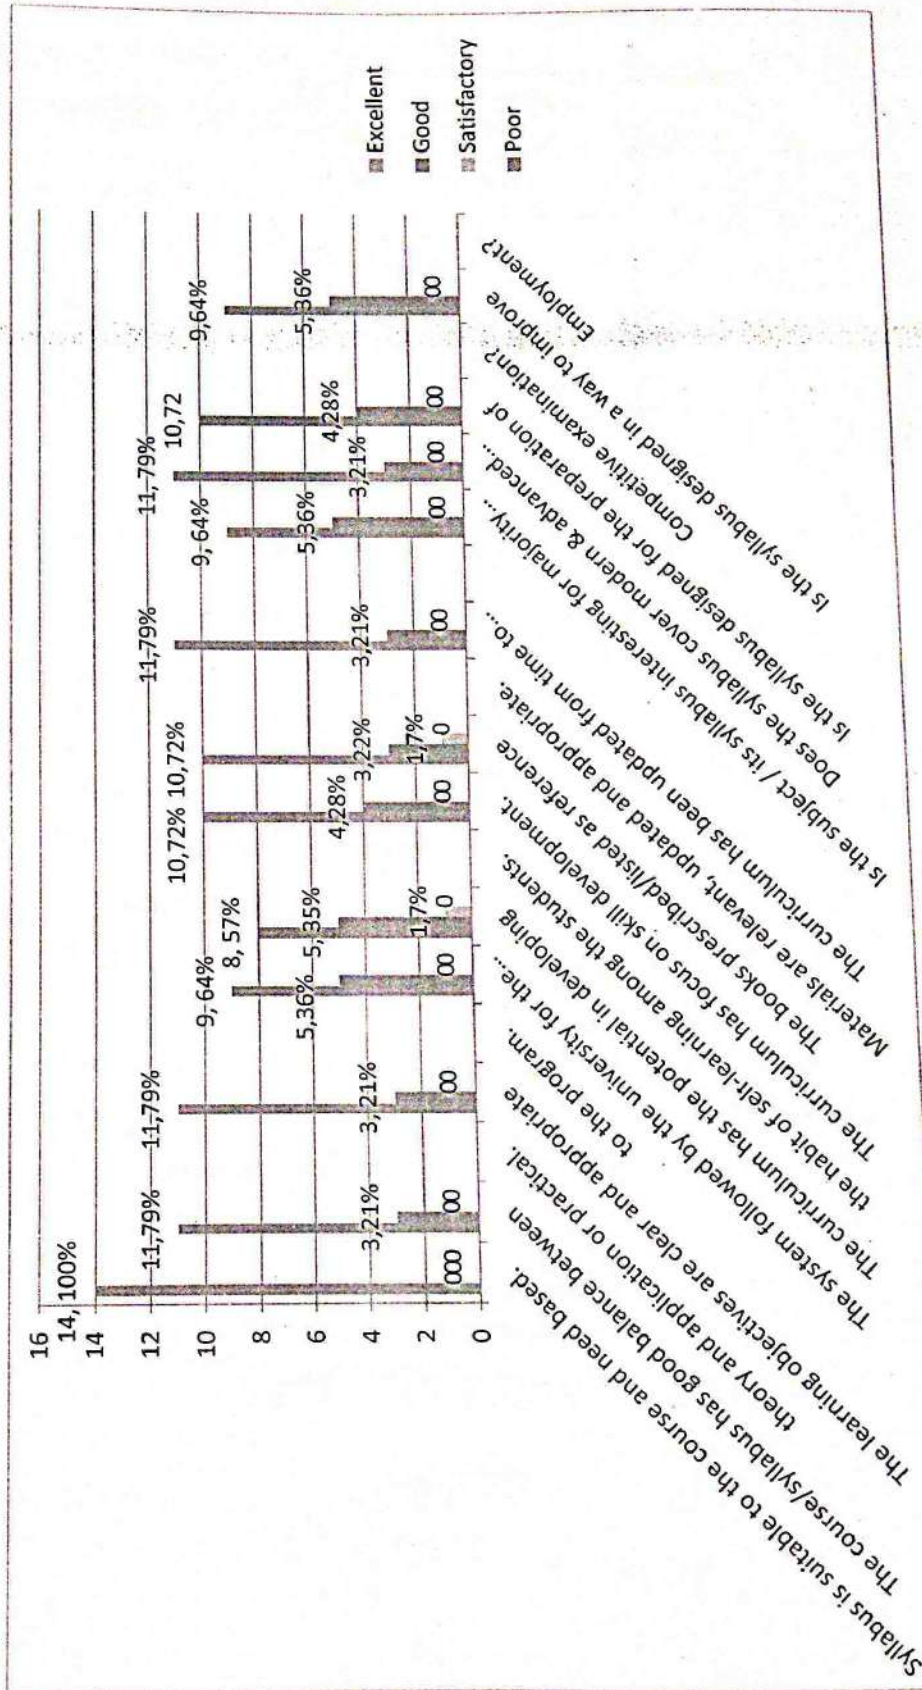 16
14, 100%
14
12
10
8
6
4
2
0
000
11,79%
3,21%
00
11,79%
3,21%
00
9, 64%
5,36%
00
8, 57%
5,35%
1,7%
0
10,72%
4,28%
00
10,72%
3,22%
1,7%
0
11,79%
3,21%
00
9, 64%
5,36%
00
11,79%
3,21%
00
10,72
4,28%
00
9,64%
5,36%
00
Syllabus is suitable to the course and need based.
The course/syllabus has good balance between
theory and application or practical.
The learning objectives are clear and appropriate
to the program.
The system followed by the university for the...
The curriculum has the potential in developing
the habit of self-learning among the students.
The curriculum has focus on skill development.
The books prescribed/listed as reference
Materials are relevant, updated and appropriate.
The curriculum has been updated from time to...
Is the subject / its syllabus interesting for majority...
Does the syllabus cover modern & advanced...
Is the syllabus designed for the preparation of
Competitive examination?
Is the syllabus designed in a way to improve
Employment?
Excellent
Good
Satisfactory
Poor